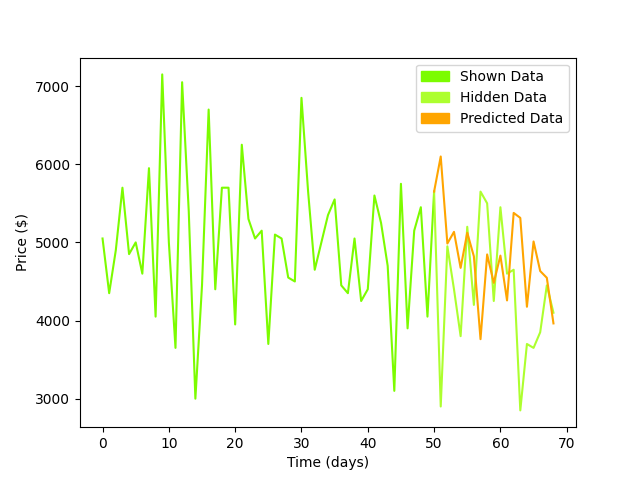 Shown Data
Hidden Data
Predicted Data
Price ($)
7000
6000
5000
4000
3000
0 10 20 30 40 50 60 70
Time (days)